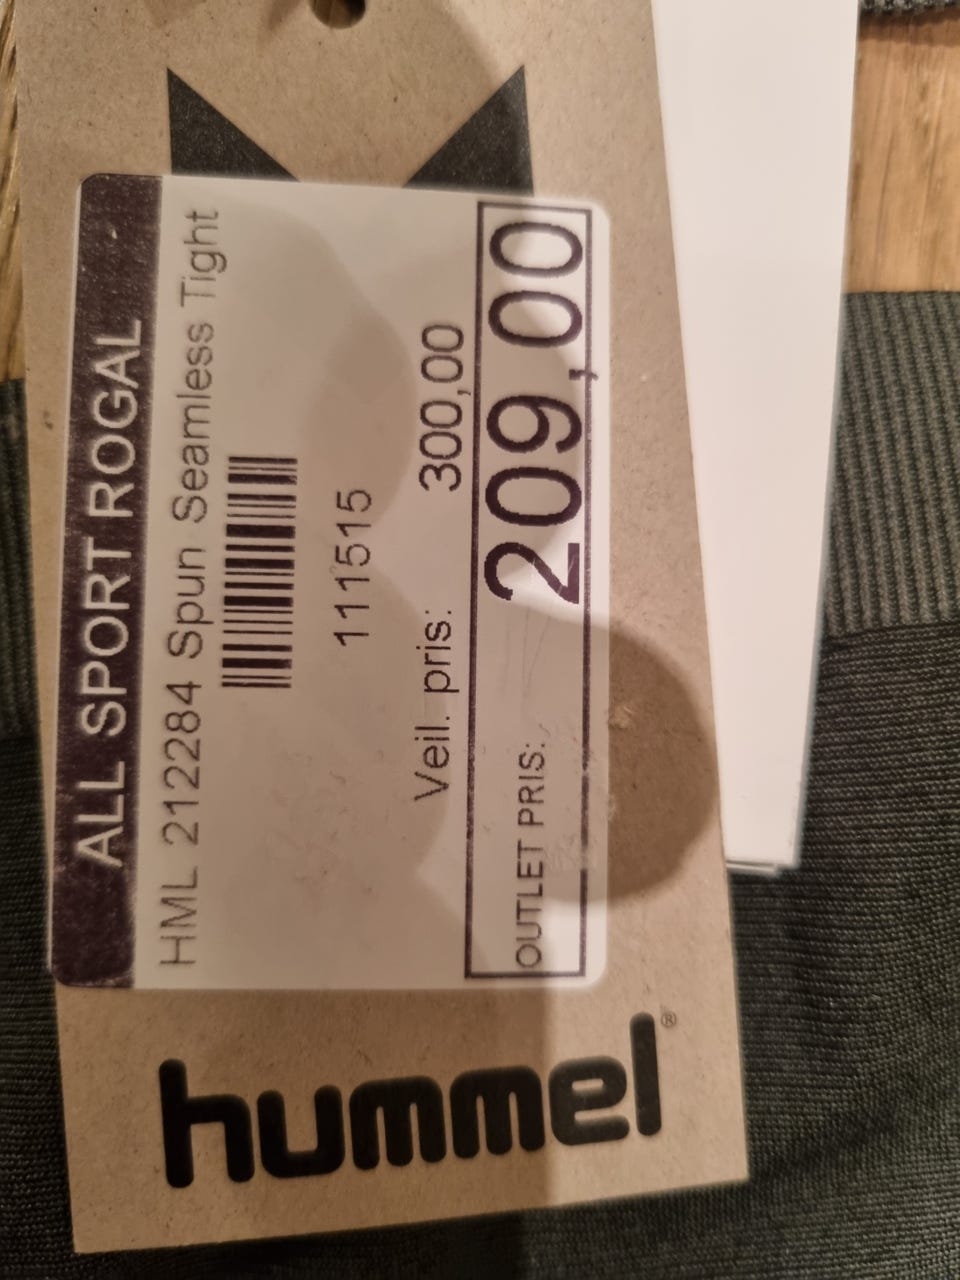 ALL SPORT ROGAL
HML 212284 Spun Seamless Tight
111515
Veil. pris: 300,00
OUTLET PRIS: 209,00
hummel®